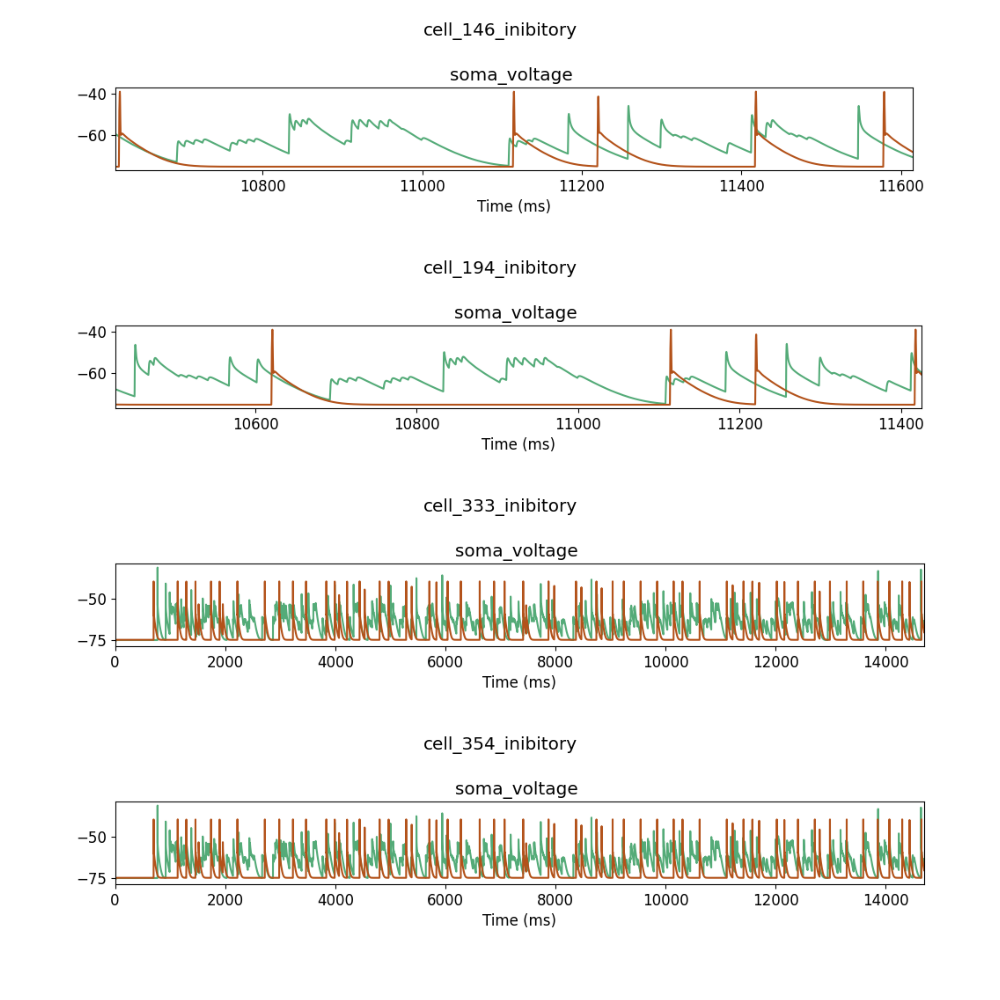 cell_146_inibitory
soma_voltage
−40
−60
10800 11000 11200 11400 11600
Time (ms)
cell_194_inibitory
soma_voltage
−40
−60
10600 10800 11000 11200 11400
Time (ms)
cell_333_inibitory
soma_voltage
−50
−75
0 2000 4000 6000 8000 10000 12000 14000
Time (ms)
cell_354_inibitory
soma_voltage
−50
−75
0 2000 4000 6000 8000 10000 12000 14000
Time (ms)